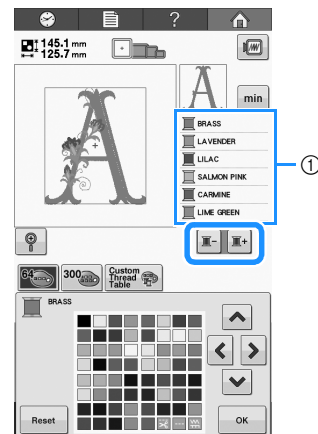 ?
145.1 mm
125.7 mm
A
A
min
BRASS
LAVENDER
LILAC
SALMON PINK
CARMINE
LIME GREEN
①
- +
64
300
Custom
Thread
Table
BRASS
Reset
OK